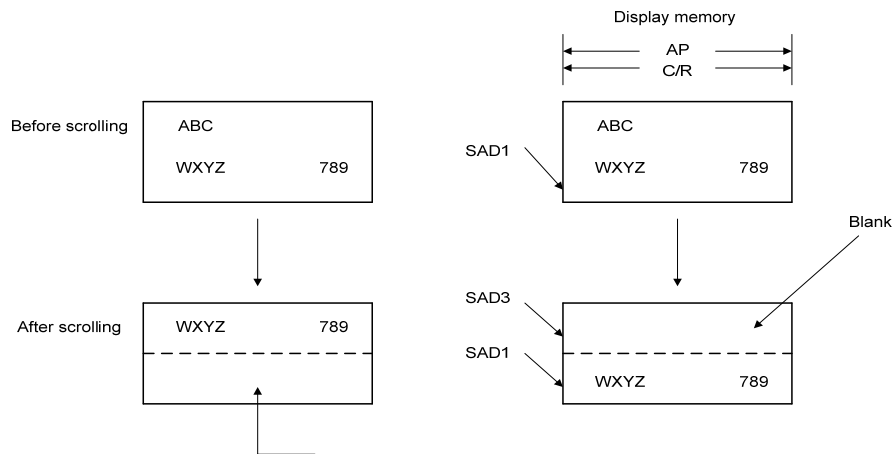 Display memory
AP
C/R
Before scrolling
ABC
WXYZ 789
SAD1
ABC
WXYZ 789
Blank
After scrolling
WXYZ 789
SAD3
SAD1
WXYZ 789